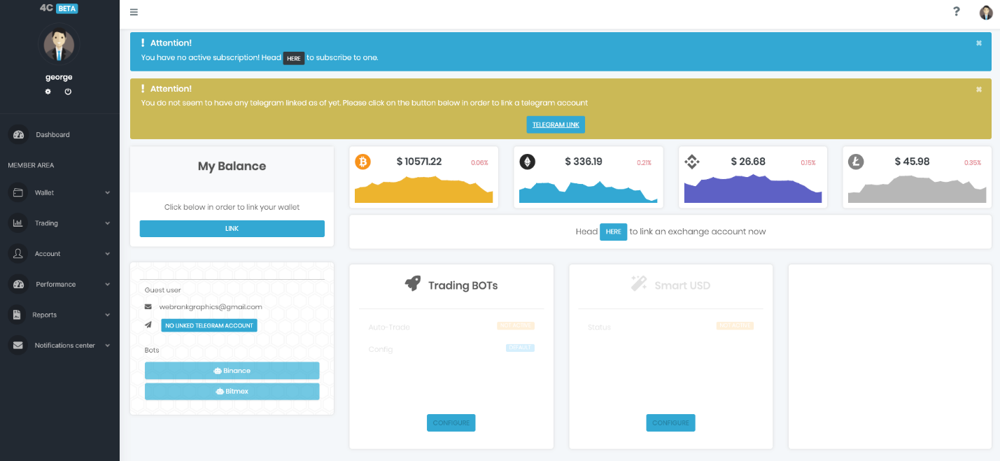 4C BETA
george
Dashboard
MEMBER AREA
Wallet
Trading
Account
Performance
Reports
Notifications center
?
! Attention!
You have no active subscription! Head HERE to subscribe to one.
! Attention!
You do not seem to have any telegram linked as of yet. Please click on the button below in order to link a telegram account
TELEGRAM LINK
My Balance
Click below in order to link your wallet
LINK
$ 10571.22 0.06%
$ 336.19 0.21%
$ 26.68 0.15%
$ 45.98 0.35%
Head HERE to link an exchange account now
Guest user
webrankgraphics@gmail.com
NO LINKED TELEGRAM ACCOUNT
Bots
Binance
Bitmex
Trading BOTs
Auto-Trade NOT ACTIVE
Config DEFAULT
CONFIGURE
Smart USD
Status NOT ACTIVE
CONFIGURE